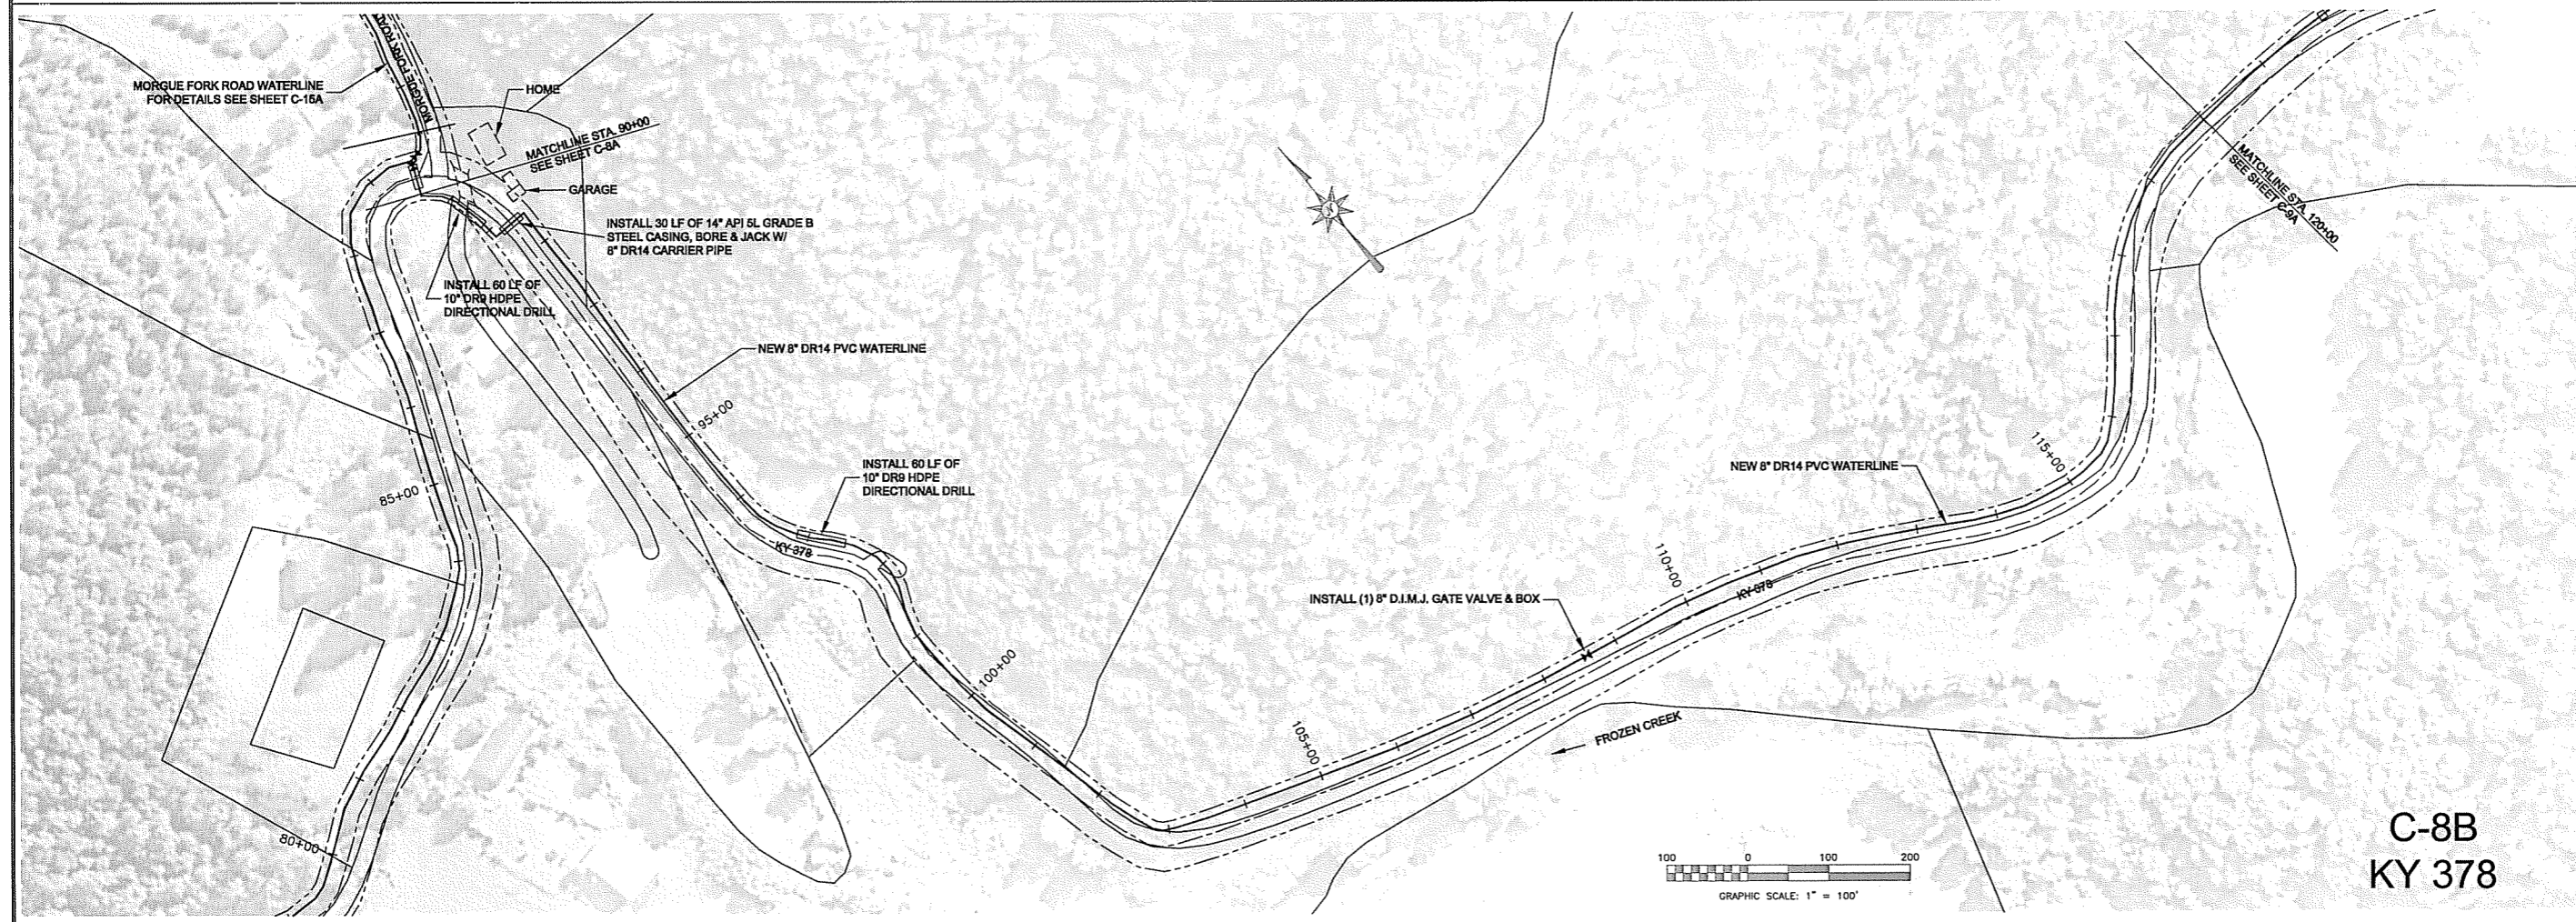 MORGUE FORK ROAD WATERLINE
FOR DETAILS SEE SHEET C-15A
MORGUE FORK ROAD
HOME
MATCHLINE STA. 90+00
SEE SHEET C-8A
GARAGE
INSTALL 30 LF OF 14" API 5L GRADE B
STEEL CASING, BORE & JACK W/
8" DR14 CARRIER PIPE
INSTALL 60 LF OF
10" DR9 HDPE
DIRECTIONAL DRILL
NEW 8" DR14 PVC WATERLINE
95+00
85+00
80+00
INSTALL 60 LF OF
10" DR9 HDPE
DIRECTIONAL DRILL
KY 378
100+00
105+00
INSTALL (1) 8" D.I.M.J. GATE VALVE & BOX
110+00
KY 378
NEW 8" DR14 PVC WATERLINE
115+00
MATCHLINE STA. 120+00
SEE SHEET C-9A
FROZEN CREEK
100 0 100 200
GRAPHIC SCALE: 1" = 100'
C-8B
KY 378